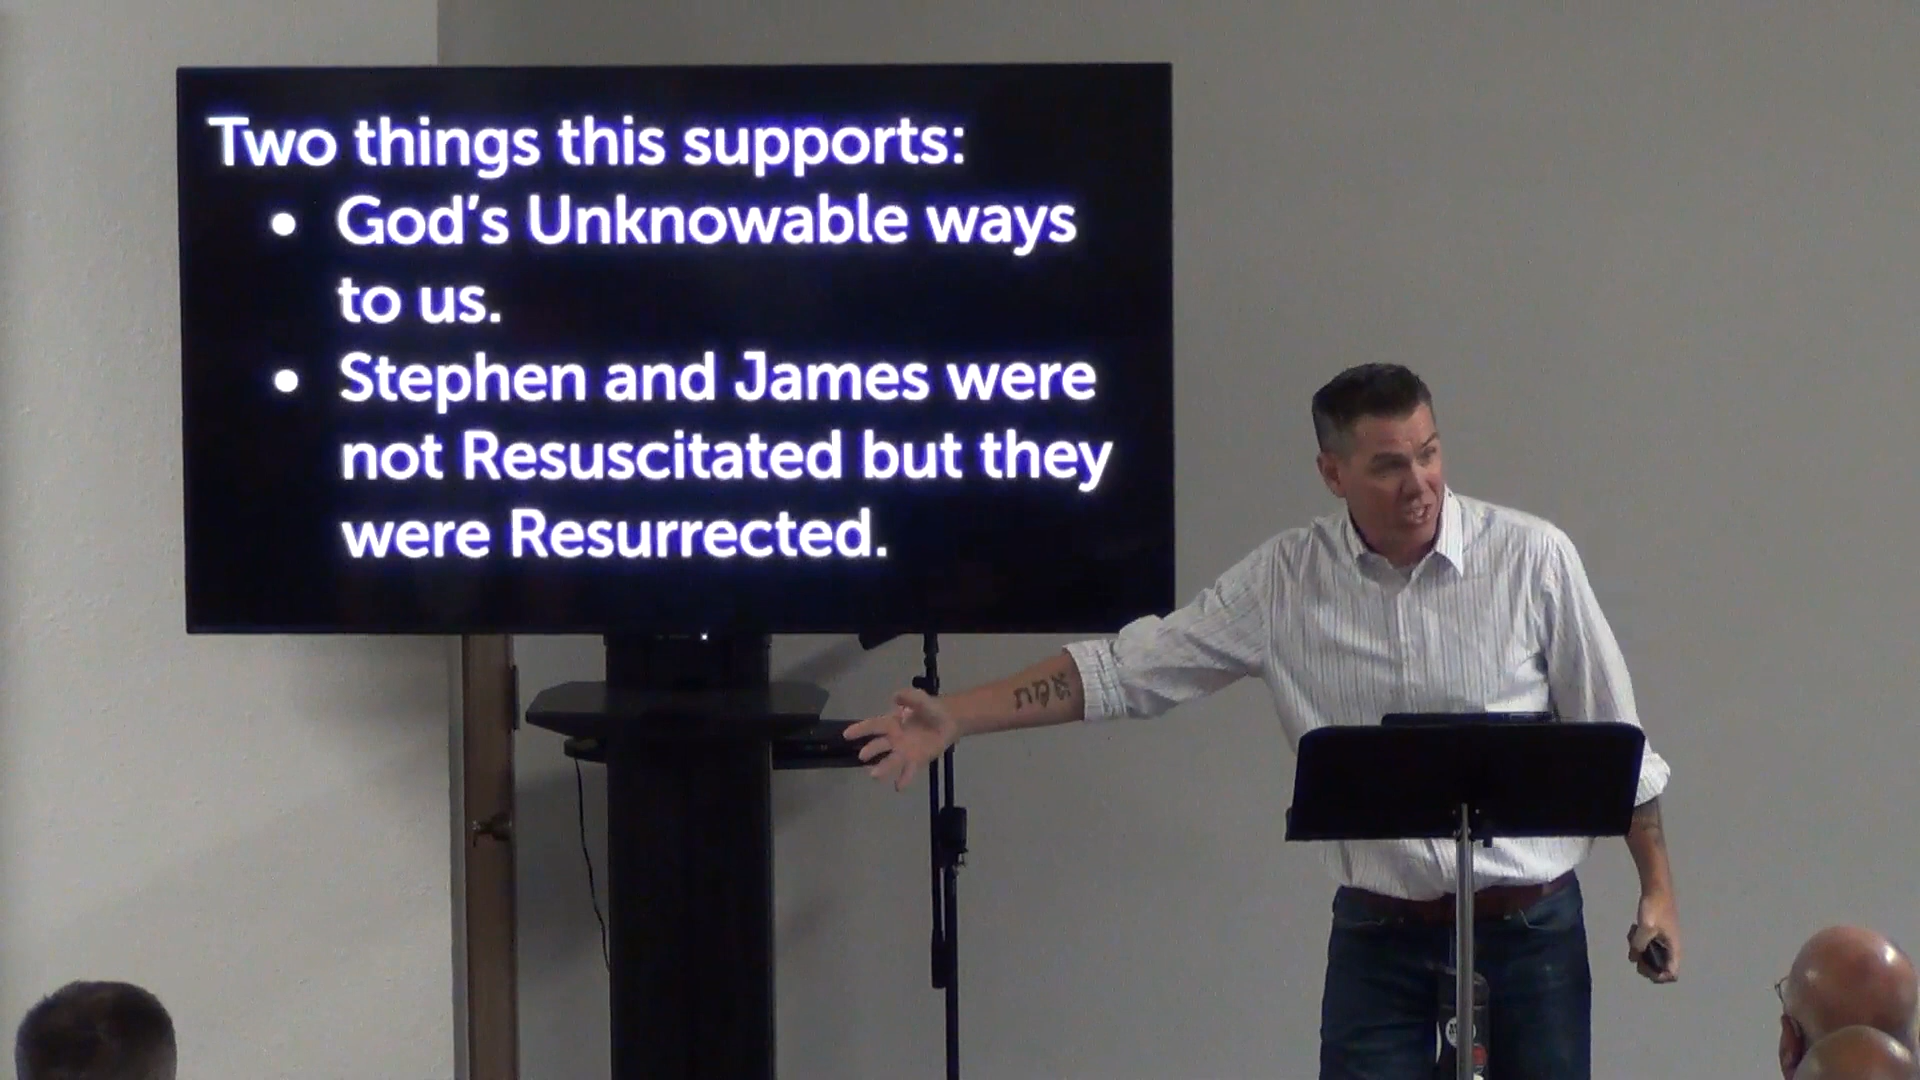 Two things this supports:
• God's Unknowable ways
to us.
• Stephen and James were
not Resuscitated but they
were Resurrected.
אמת